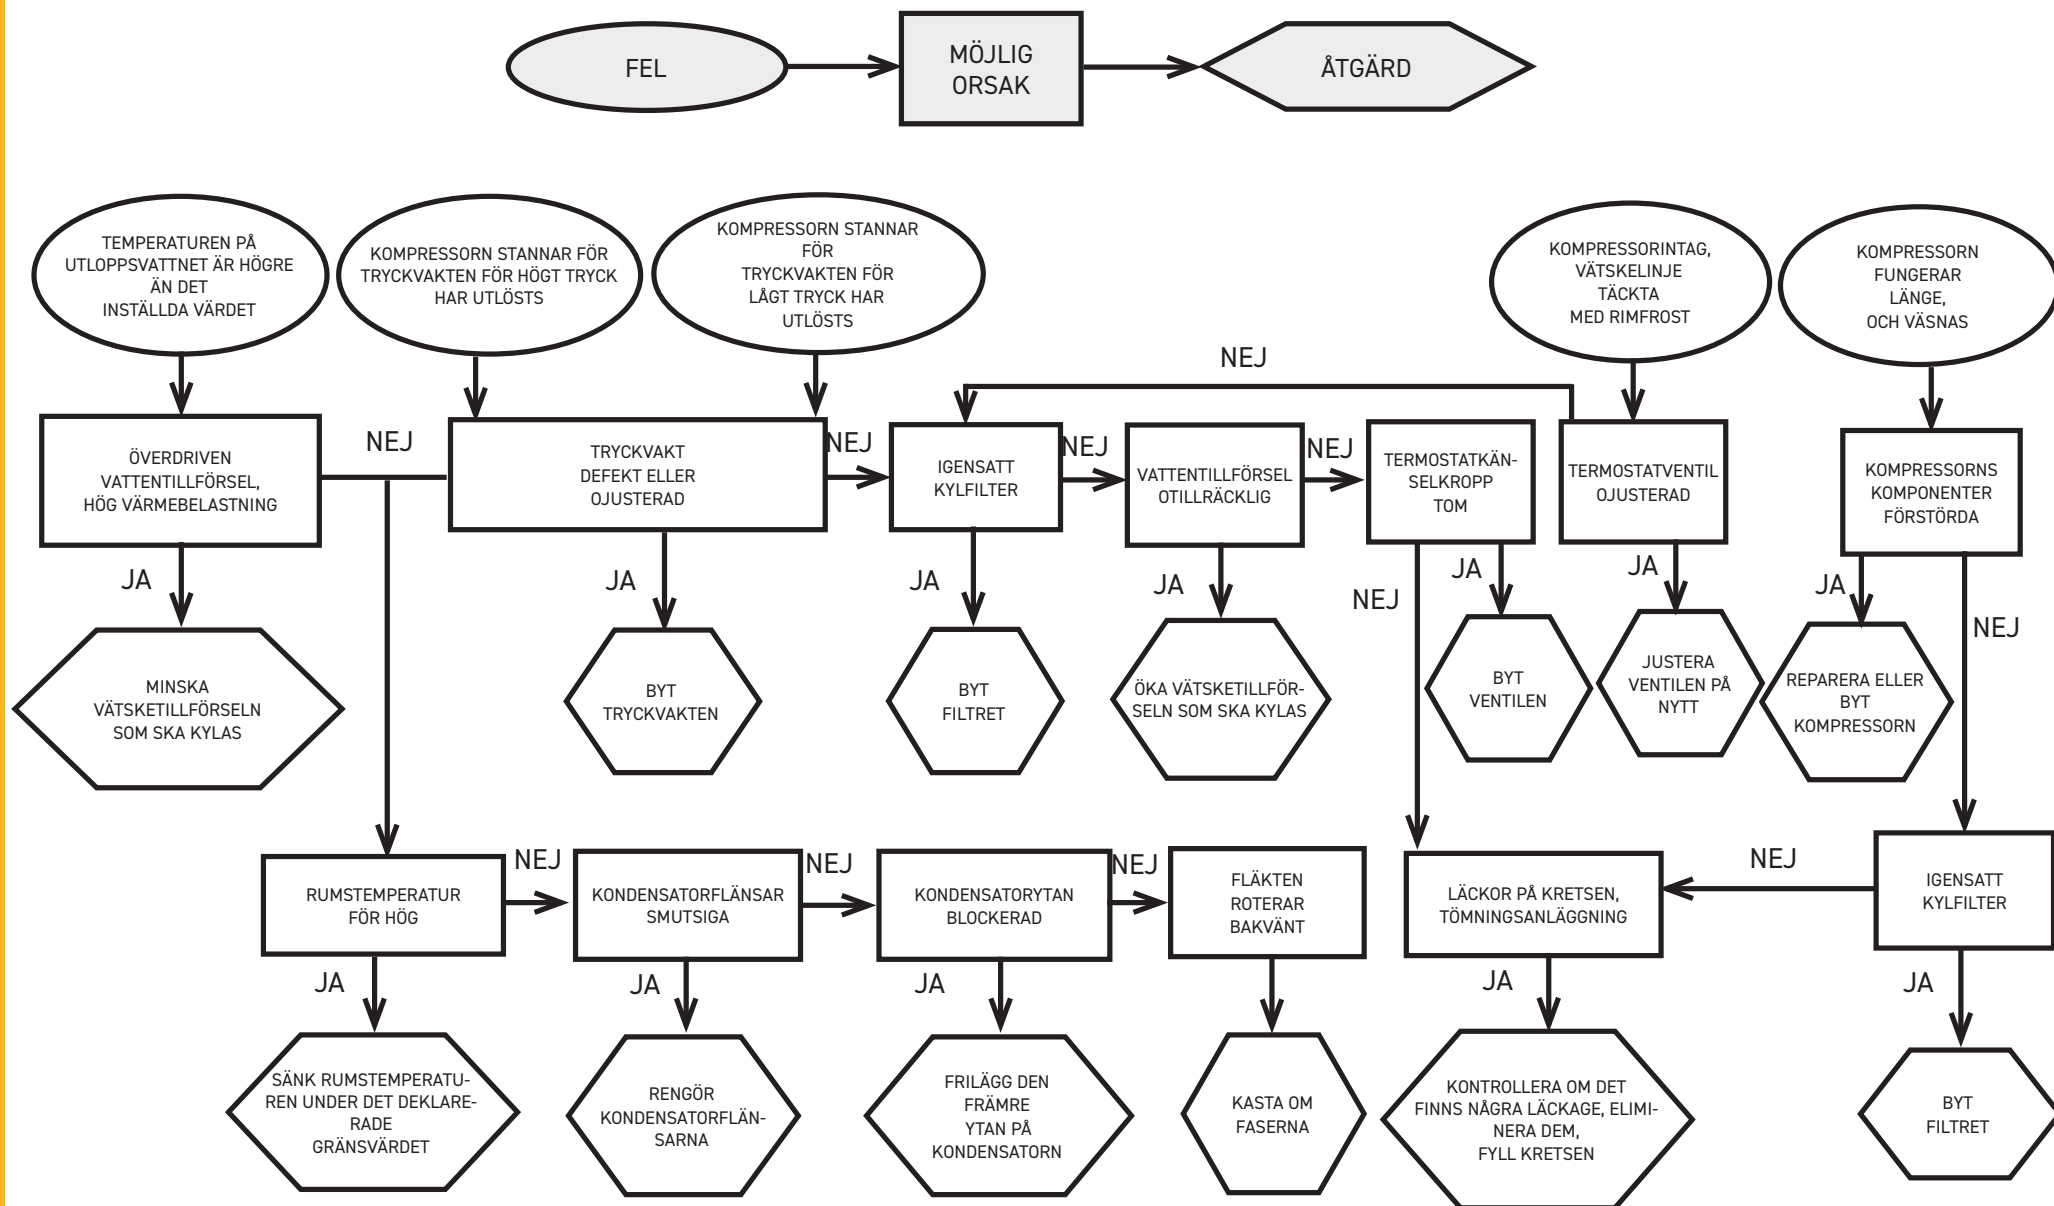 FEL
MÖJLIG
ORSAK
ÅTGÄRD
TEMPERATUREN PÅ
UTLOPPSVATTNET ÄR HÖGRE
ÄN DET
INSTÄLLDA VÄRDET
KOMPRESSORN STANNAR FÖR
TRYCKVAKTEN FÖR HÖGT TRYCK
HAR UTLÖSTS
KOMPRESSORN STANNAR
FÖR
TRYCKVAKTEN FÖR
LÅGT TRYCK HAR
UTLÖSTS
KOMPRESSORINTAG,
VÄTSKELINJE
TÄCKTA
MED RIMFROST
KOMPRESSORN
FUNGERAR
LÄNGE,
OCH VÄSNAS
NEJ
ÖVERDRIVEN
VATTENTILLFÖRSEL,
HÖG VÄRMEBELASTNING
NEJ
TRYCKVAKT
DEFEKT ELLER
OJUSTERAD
NEJ
IGENSATT
KYLFILTER
NEJ
VATTENTILLFÖRSEL
OTILLRÄCKLIG
NEJ
TERMOSTATKÄN-
SELKROPP
TOM
TERMOSTATVENTIL
OJUSTERAD
KOMPRESSORNS
KOMPONENTER
FÖRSTÖRDA
JA
JA
JA
JA
NEJ
JA
JA
JA
NEJ
MINSKA
VÄTSKETILLFÖRSELN
SOM SKA KYLAS
BYT
TRYCKVAKTEN
BYT
FILTRET
ÖKA VÄTSKETILLFÖR-
SELN SOM SKA KYLAS
BYT
VENTILEN
JUSTERA
VENTILEN PÅ
NYTT
REPARERA ELLER
BYT
KOMPRESSORN
RUMSTEMPERATUR
FÖR HÖG
NEJ
KONDENSATORFLÄNSAR
SMUTSIGA
NEJ
KONDENSATORYTAN
BLOCKERAD
NEJ
FLÄKTEN
ROTERAR
BAKVÄNT
LÄCKOR PÅ KRETSEN,
TÖMNINGSANLÄGGNING
NEJ
IGENSATT
KYLFILTER
JA
JA
JA
JA
JA
SÄNK RUMSTEMPERATU-
REN UNDER DET DEKLARE-
RADE
GRÄNSVÄRDET
RENGÖR
KONDENSATORFLÄN-
SARNA
FRILÄGG DEN
FRÄMRE
YTAN PÅ
KONDENSATORN
KASTA OM
FASERNA
KONTROLLERA OM DET
FINNS NÅGRA LÄCKAGE, ELIMI-
NERA DEM,
FYLL KRETSEN
BYT
FILTRET